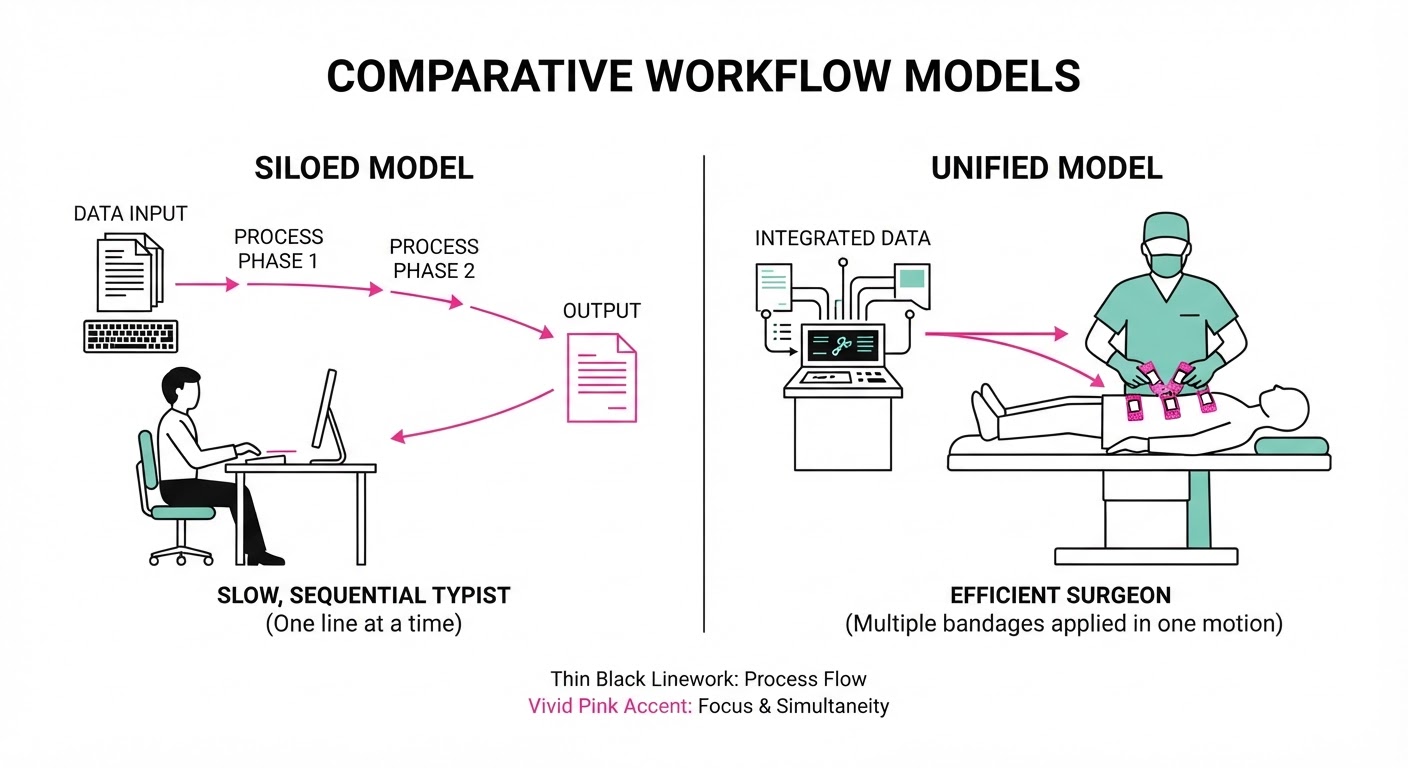 COMPARATIVE WORKFLOW MODELS
SILOED MODEL
DATA INPUT
PROCESS
PHASE 1
PROCESS
PHASE 2
OUTPUT
SLOW, SEQUENTIAL TYPIST
(One line at a time)
UNIFIED MODEL
INTEGRATED DATA
EFFICIENT SURGEON
(Multiple bandages applied in one motion)
Thin Black Linework: Process Flow
Vivid Pink Accent: Focus & Simultaneity